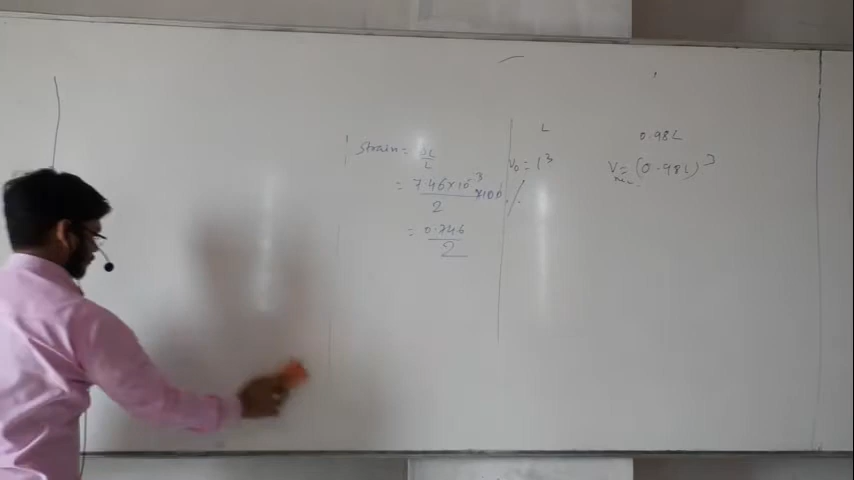 Strain = ΔL/L
= 7.46×10⁻³/2 ×100 %
= 0.746/2
L
V₀ = L³
0.98L
V = (0.98L)³